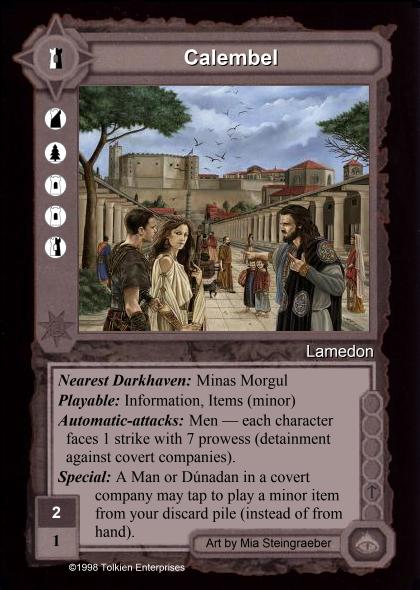 Calembel
Lamedon
Nearest Darkhaven: Minas Morgul
Playable: Information, Items (minor)
Automatic-attacks: Men — each character
faces 1 strike with 7 prowess (detainment
against covert companies).
Special: A Man or Dúnadan in a covert
company may tap to play a minor item
from your discard pile (instead of from
hand).
2
1
Art by Mia Steingraeber
©1998 Tolkien Enterprises